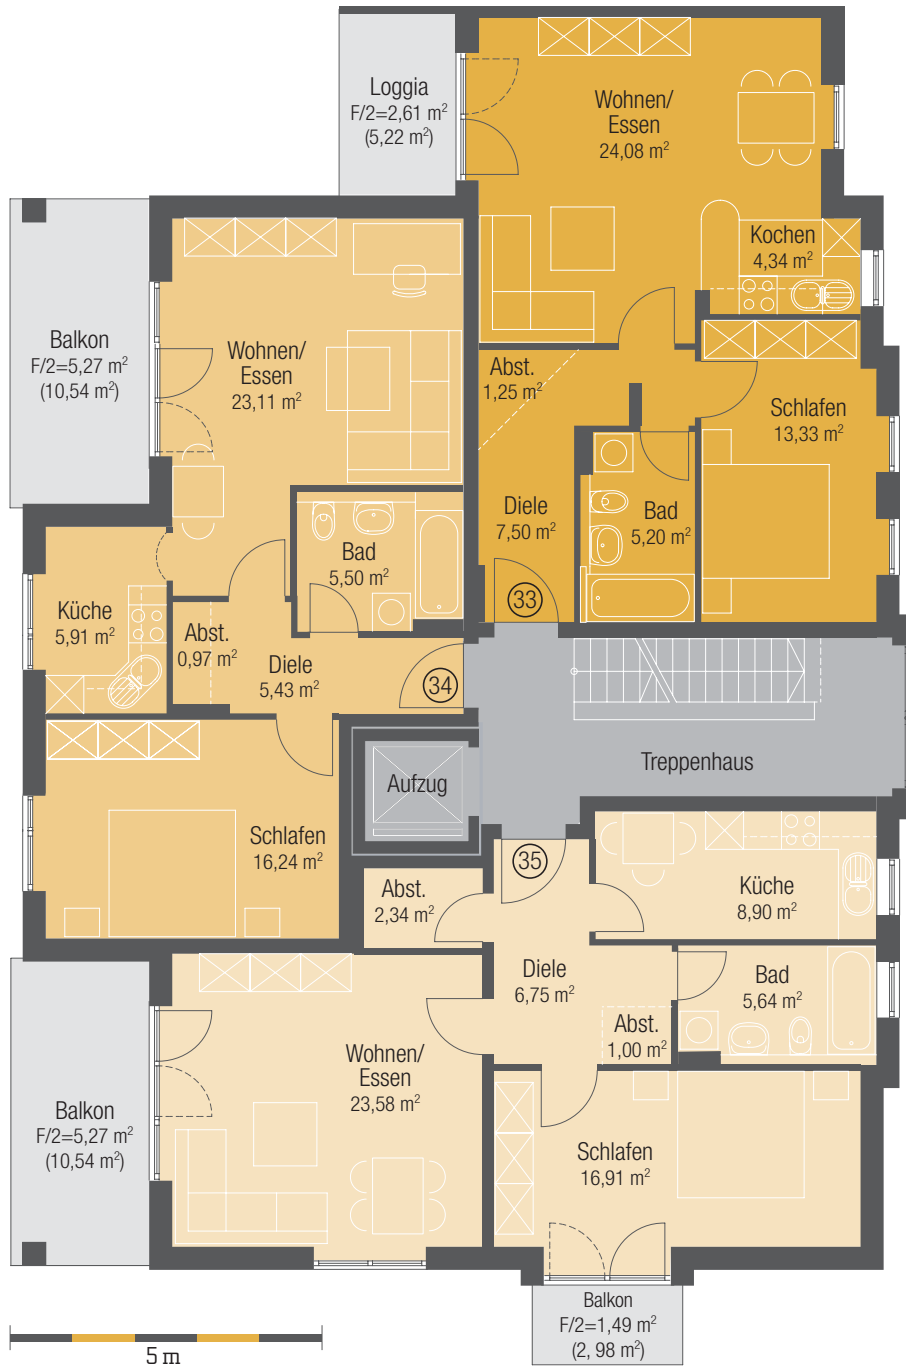 Loggia
F/2=2,61 m²
(5,22 m²)
Wohnen/
Essen
24,08 m²
Kochen
4,34 m²
Balkon
F/2=5,27 m²
(10,54 m²)
Wohnen/
Essen
23,11 m²
Abst.
1,25 m²
Schlafen
13,33 m²
Diele
7,50 m²
Bad
5,20 m²
Bad
5,50 m²
Küche
5,91 m²
33
Abst.
0,97 m²
Diele
5,43 m²
34
Treppenhaus
Aufzug
Schlafen
16,24 m²
35
Abst.
2,34 m²
Küche
8,90 m²
Diele
6,75 m²
Bad
5,64 m²
Abst.
1,00 m²
Wohnen/
Essen
23,58 m²
Balkon
F/2=5,27 m²
(10,54 m²)
Schlafen
16,91 m²
Balkon
F/2=1,49 m²
(2, 98 m²)
5 m